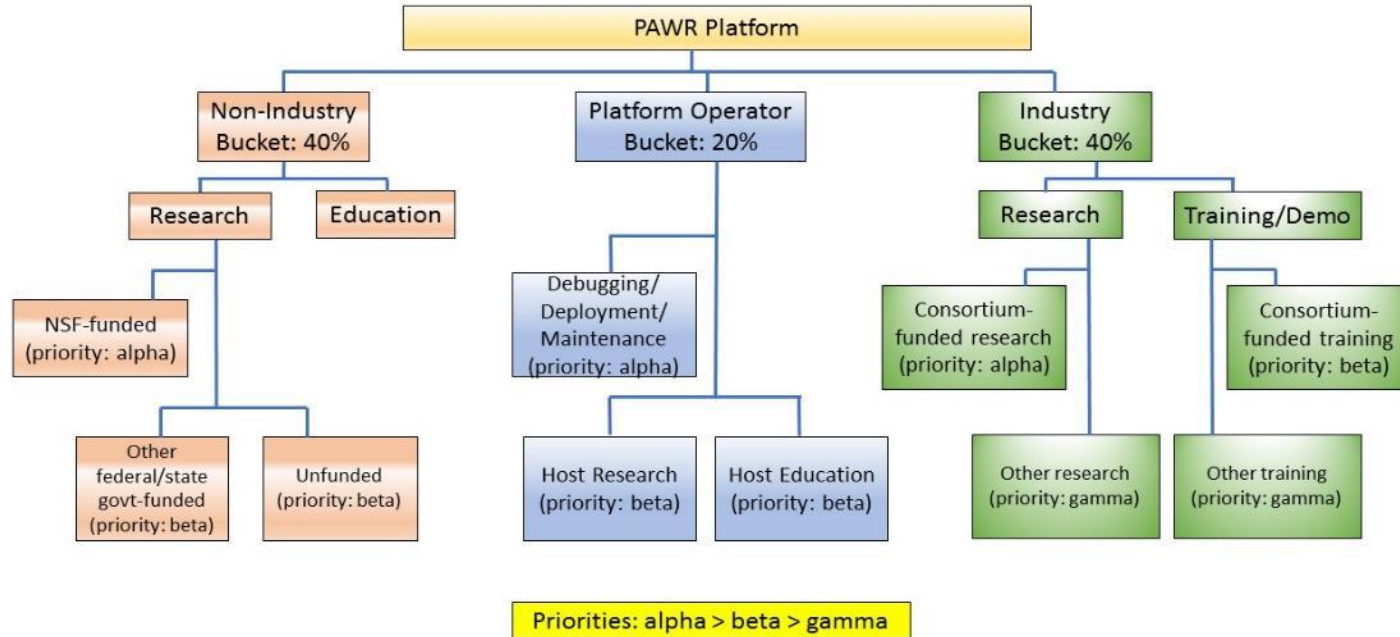 PAWR Platform
Non-Industry
Bucket: 40%
Platform Operator
Bucket: 20%
Industry
Bucket: 40%
Research
Education
Research
Training/Demo
NSF-funded
(priority: alpha)
Debugging/
Deployment/
Maintenance
(priority: alpha)
Consortium-
funded research
(priority: alpha)
Consortium-
funded training
(priority: beta)
Other
federal/state
govt-funded
(priority: beta)
Unfunded
(priority: beta)
Host Research
(priority: beta)
Host Education
(priority: beta)
Other research
(priority: gamma)
Other training
(priority: gamma)
Priorities: alpha > beta > gamma